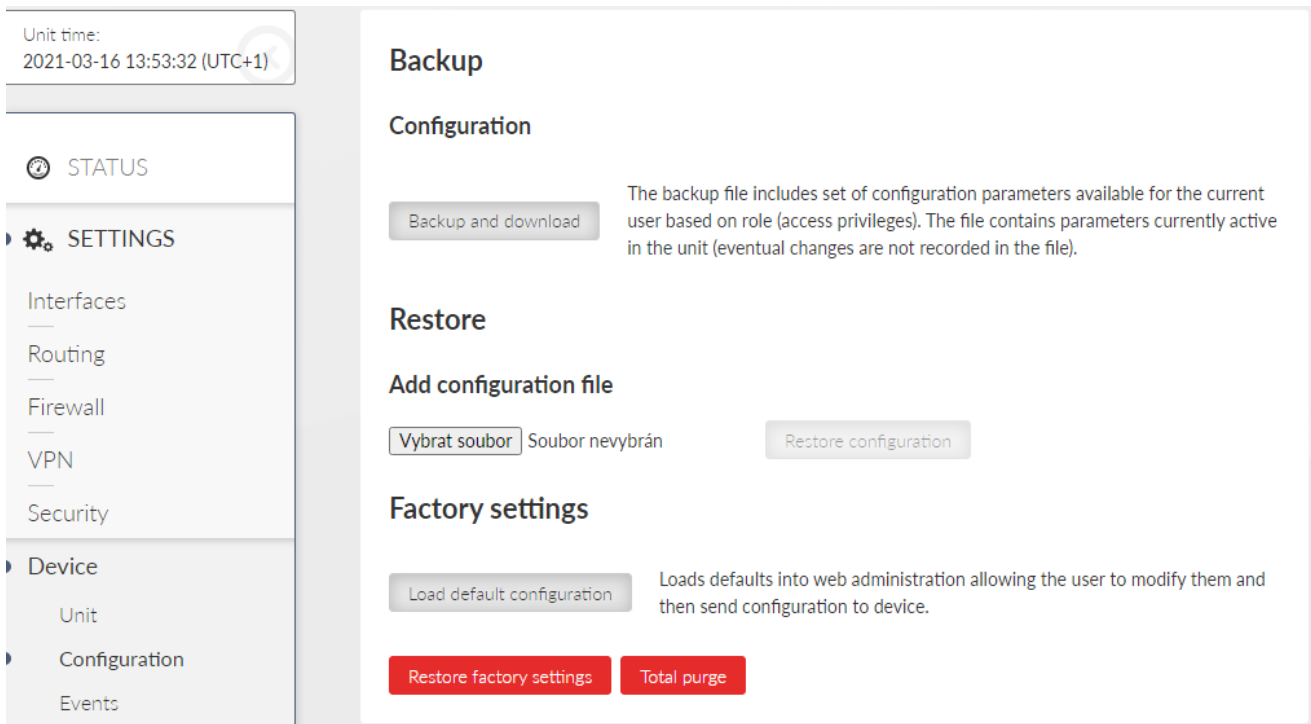 Unit time:
2021-03-16 13:53:32 (UTC+1)
STATUS
SETTINGS
Interfaces
Routing
Firewall
VPN
Security
Device
Unit
Configuration
Events
Backup
Configuration
Backup and download
The backup file includes set of configuration parameters available for the current
user based on role (access privileges). The file contains parameters currently active
in the unit (eventual changes are not recorded in the file).
Restore
Add configuration file
Vybrat soubor Soubor nevybrán
Restore configuration
Factory settings
Load default configuration
Loads defaults into web administration allowing the user to modify them and
then send configuration to device.
Restore factory settings
Total purge